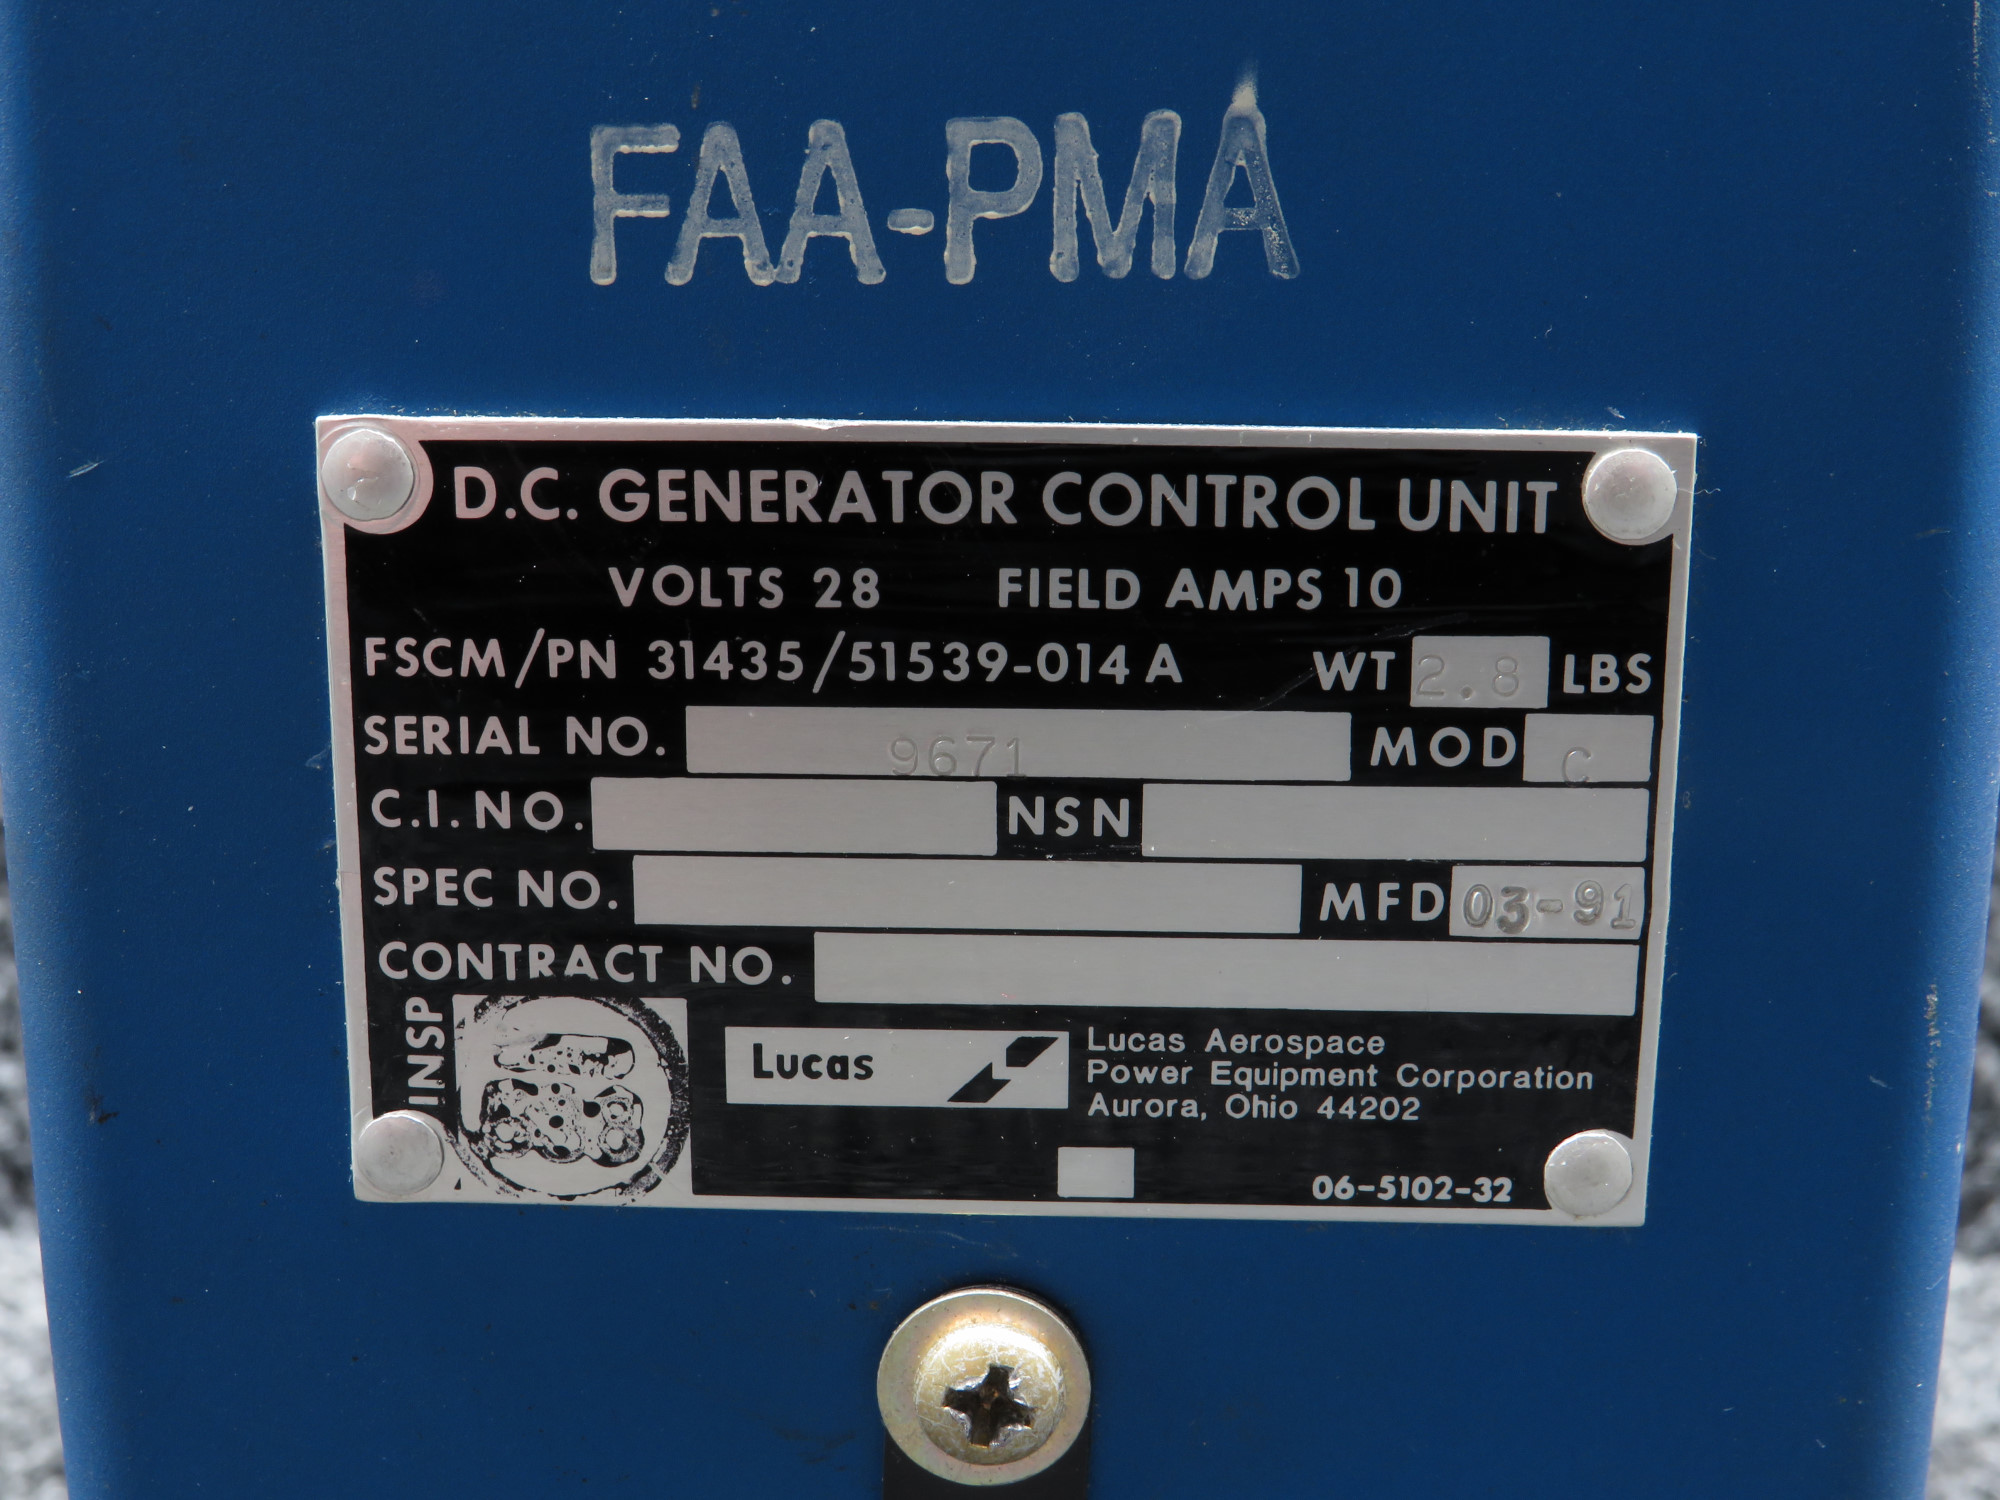 FAA-PMA
D.C. GENERATOR CONTROL UNIT
VOLTS 28 FIELD AMPS 10
FSCM/PN 31435/51539-014 A WT 2.8 LBS
SERIAL NO. 9671 MOD C
C.I. NO. NSN
SPEC NO. MFD 03-91
CONTRACT NO.
INSP
Lucas
Lucas Aerospace
Power Equipment Corporation
Aurora, Ohio 44202
06-5102-32